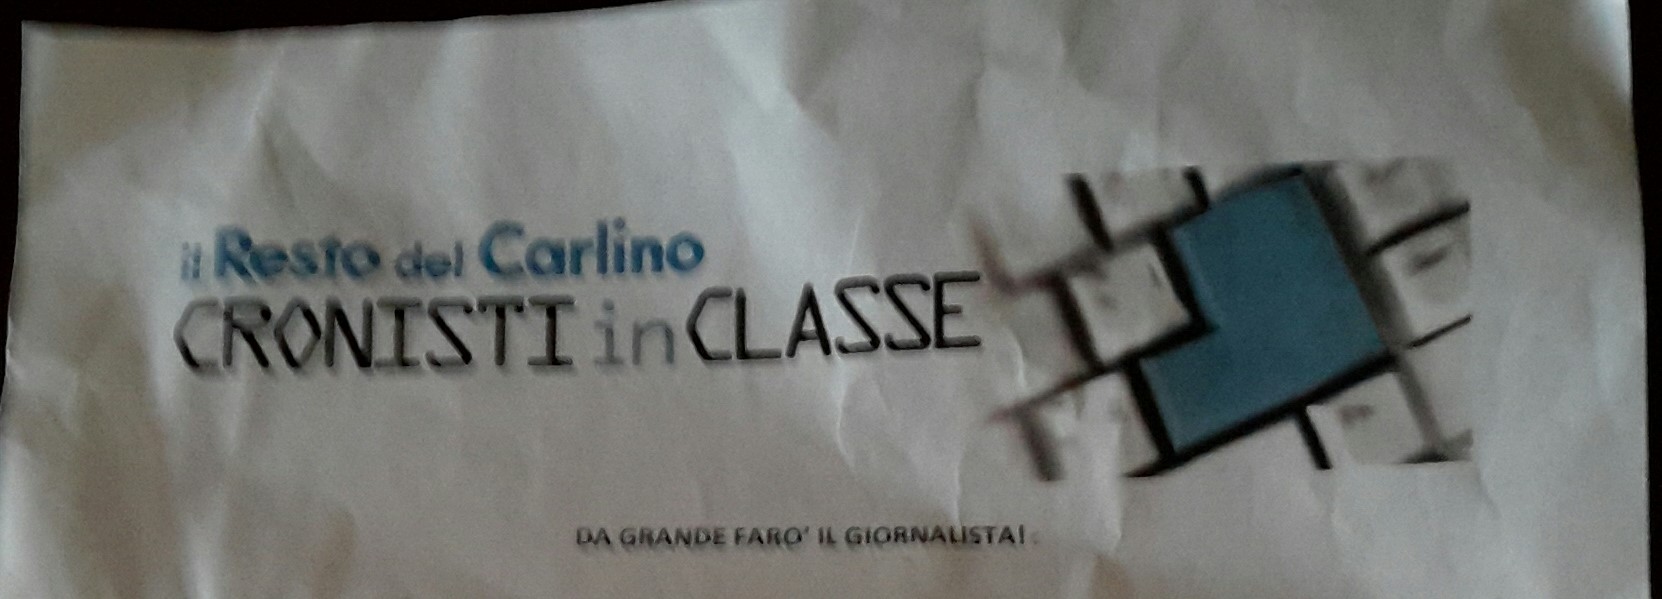 il Resto del Carlino
CRONISTI in CLASSE
DA GRANDE FARO' IL GIORNALISTA!